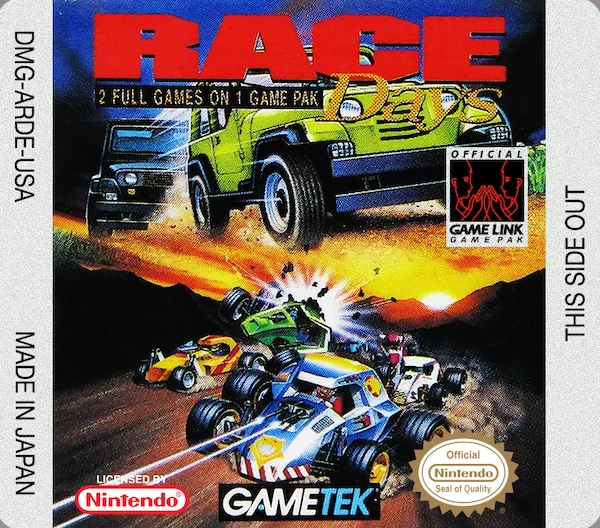 RACE
Days
2 FULL GAMES ON 1 GAME PAK
OFFICIAL
GAME LINK
GAME PAK
DMG-ARDE-USA
MADE IN JAPAN
THIS SIDE OUT
LICENSED BY
Nintendo®
GAMETEK
Official
Nintendo
Seal of Quality